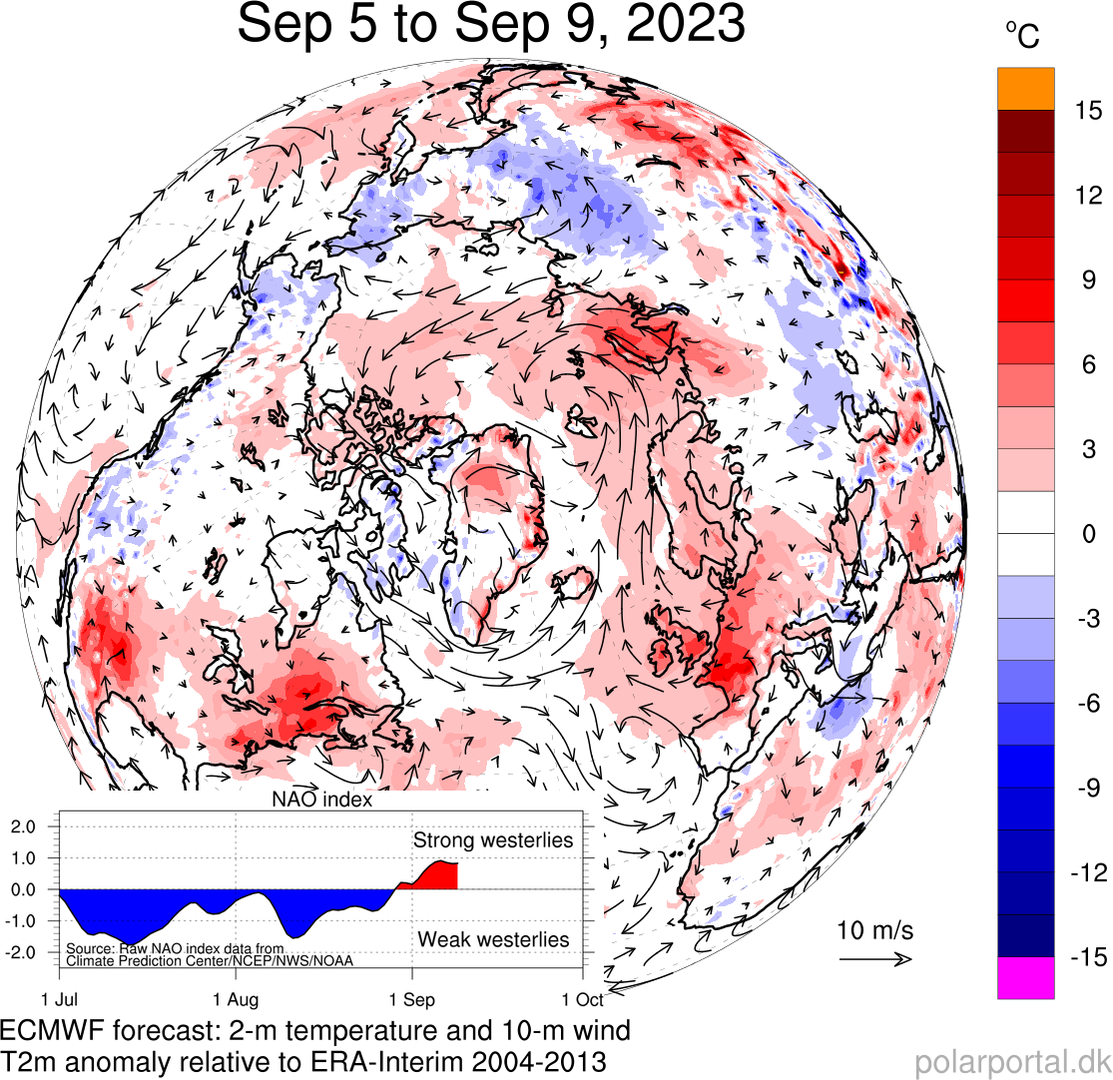 Sep 5 to Sep 9, 2023
°C
15
12
9
6
3
0
-3
-6
-9
-12
-15
10 m/s
NAO index
2.0
1.0
0.0
-1.0
-2.0
Strong westerlies
Weak westerlies
Source: Raw NAO index data from
Climate Prediction Center/NCEP/NWS/NOAA
1 Jul
1 Aug
1 Sep
1 Oct
ECMWF forecast: 2-m temperature and 10-m wind
T2m anomaly relative to ERA-Interim 2004-2013
polarportal.dk